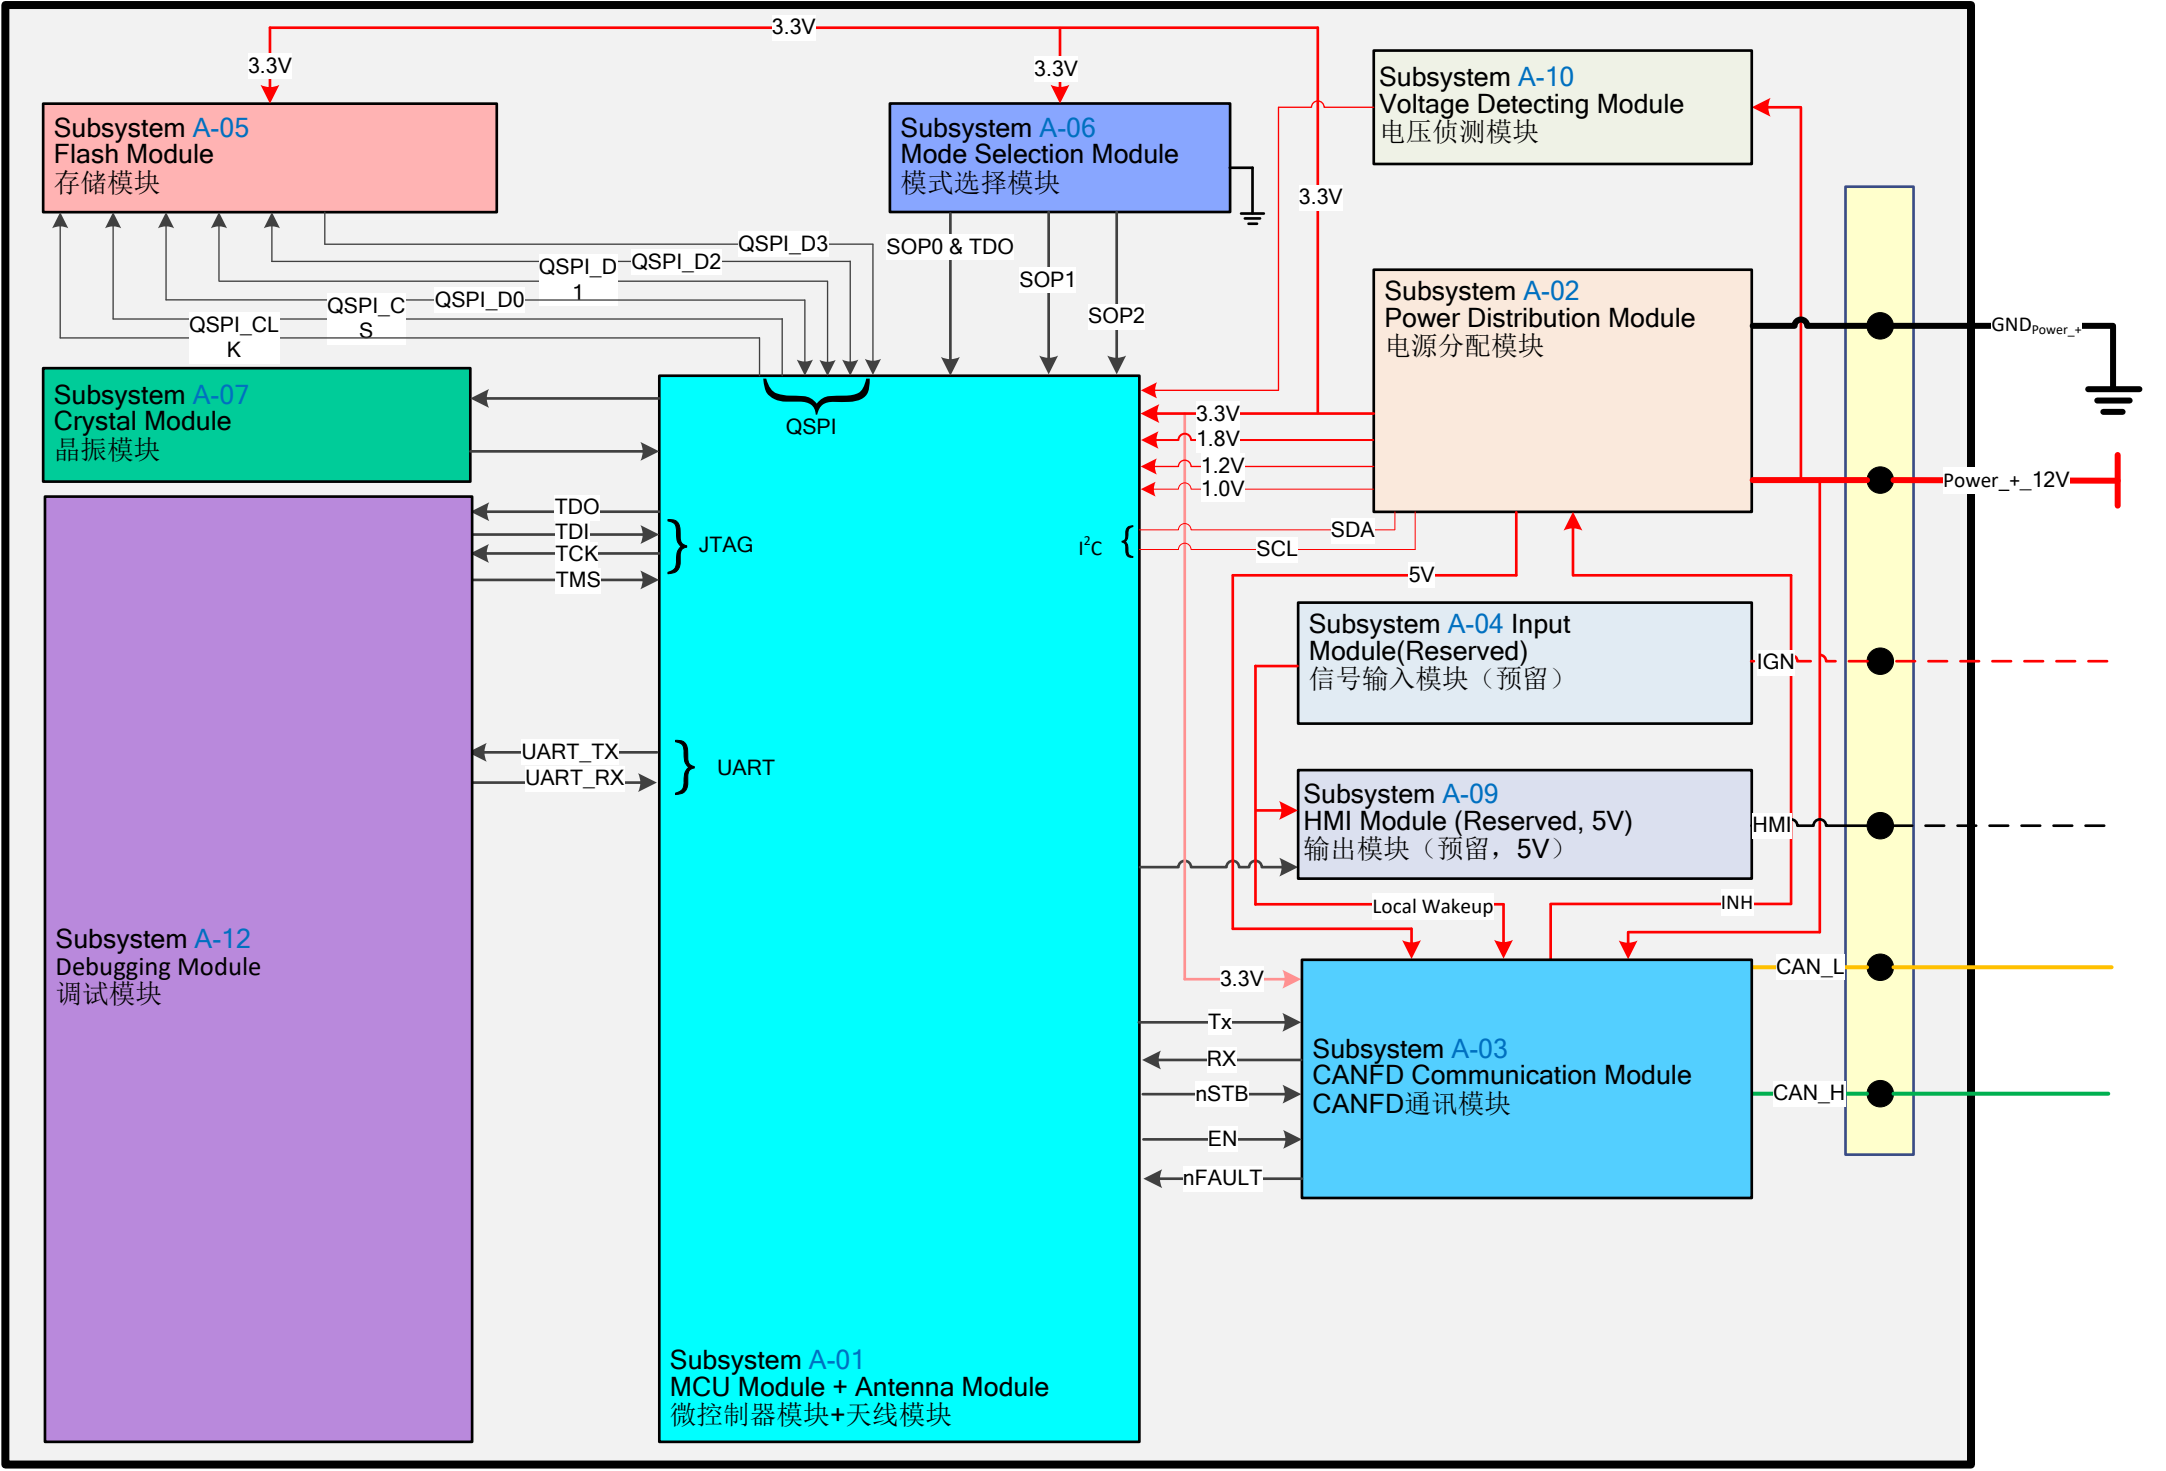 3.3V
3.3V
3.3V
Subsystem A-05
Flash Module
存储模块
Subsystem A-06
Mode Selection Module
模式选择模块
Subsystem A-10
Voltage Detecting Module
电压侦测模块
3.3V
QSPI_D3
QSPI_D2
QSPI_D
1
QSPI_D0
QSPI_C
S
QSPI_CL
K
SOP0 & TDO
SOP1
SOP2
Subsystem A-02
Power Distribution Module
电源分配模块
GNDPower_+
Power_+_12V
Subsystem A-07
Crystal Module
晶振模块
QSPI
3.3V
1.8V
1.2V
1.0V
SDA
SCL
I²C
5V
TDO
TDI
TCK
TMS
JTAG
Subsystem A-04 Input
Module(Reserved)
信号输入模块（预留）
IGN
UART_TX
UART_RX
UART
Subsystem A-09
HMI Module (Reserved, 5V)
输出模块（预留，5V）
HMI
Local Wakeup
INH
Subsystem A-12
Debugging Module
调试模块
3.3V
Tx
RX
nSTB
EN
nFAULT
Subsystem A-03
CANFD Communication Module
CANFD通讯模块
CAN_L
CAN_H
Subsystem A-01
MCU Module + Antenna Module
微控制器模块+天线模块